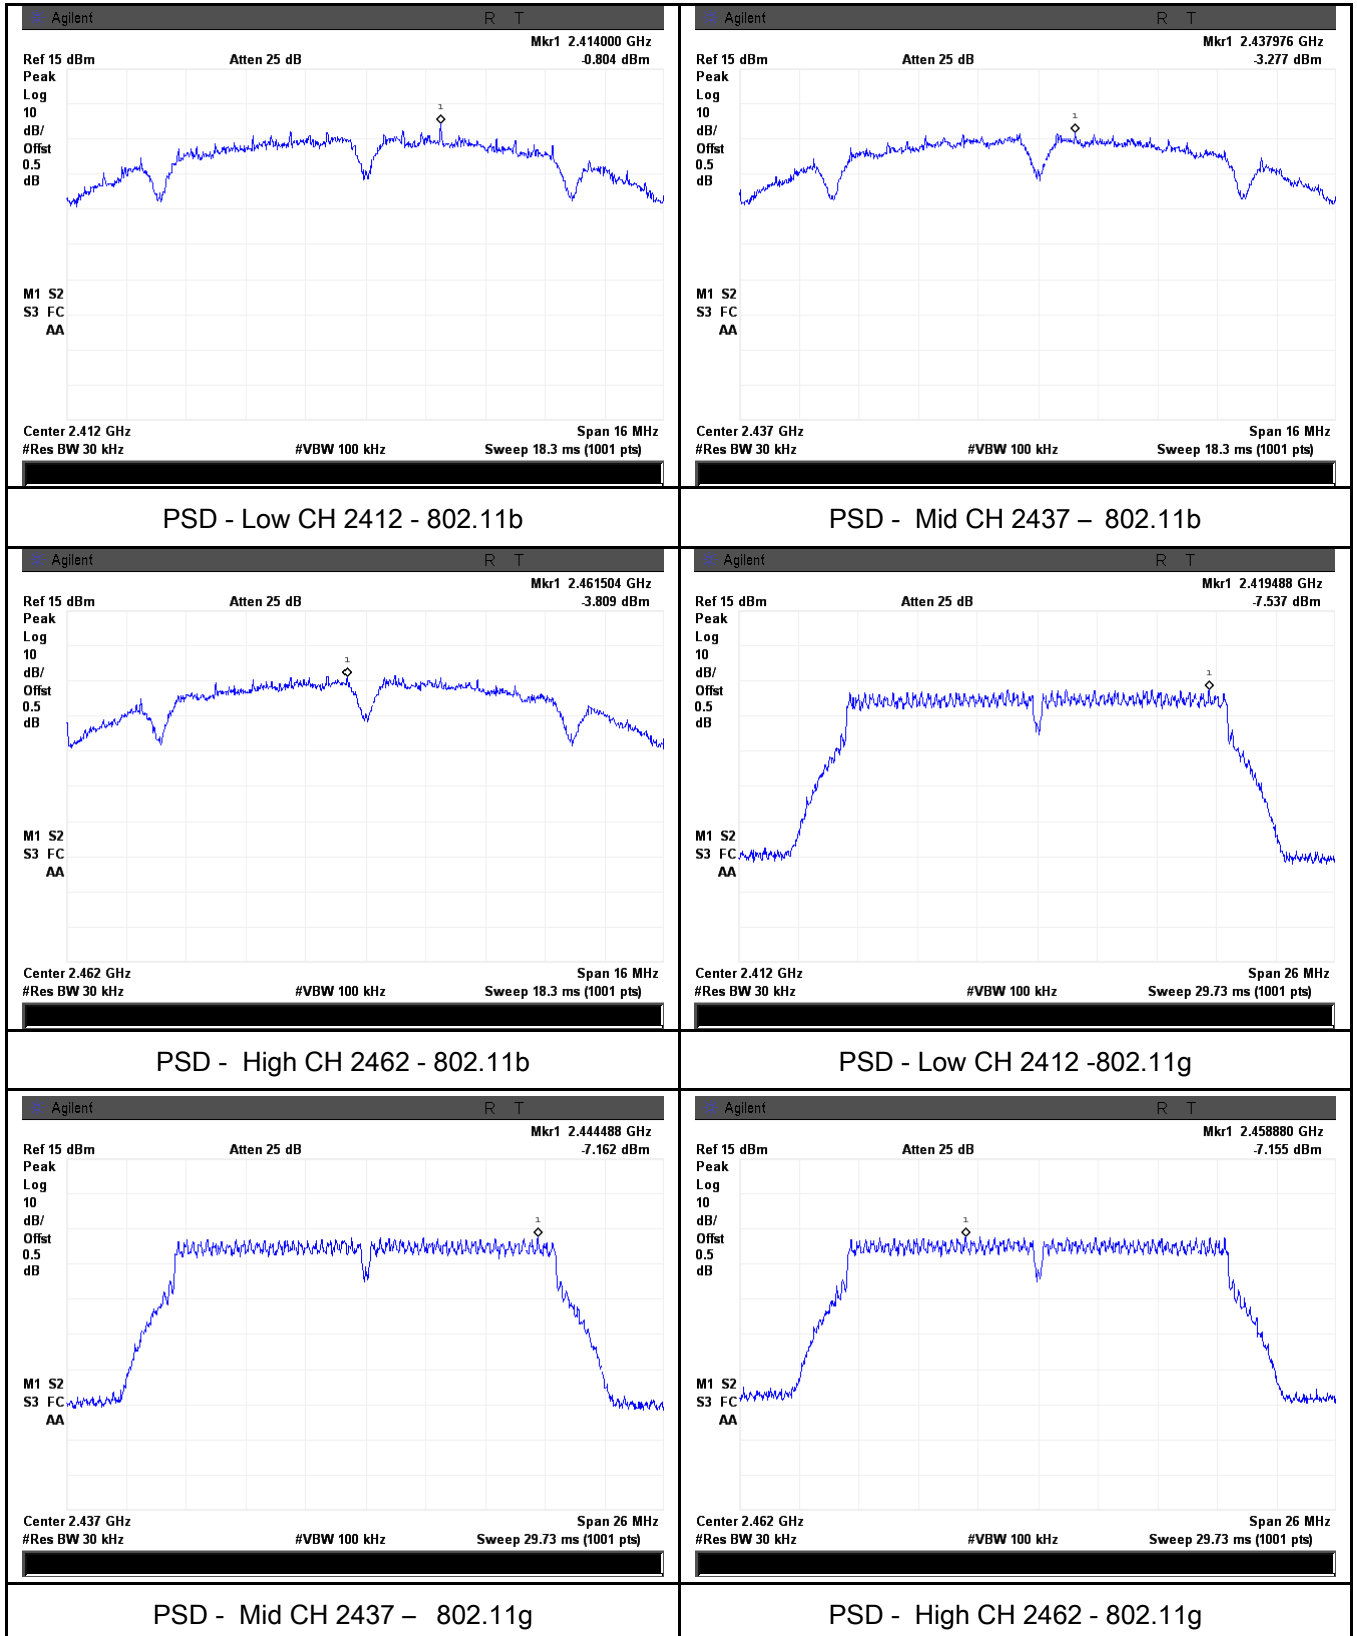 Agilent R T
Mkr1 2.414000 GHz
Ref 15 dBm Atten 25 dB -0.804 dBm
Peak
Log
10
dB/
Offst
0.5
dB
1
M1 S2
S3 FC
AA
Center 2.412 GHz Span 16 MHz
#Res BW 30 kHz #VBW 100 kHz Sweep 18.3 ms (1001 pts)
PSD - Low CH 2412 - 802.11b
Agilent R T
Mkr1 2.437976 GHz
Ref 15 dBm Atten 25 dB -3.277 dBm
Peak
Log
10
dB/
Offst
0.5
dB
1
M1 S2
S3 FC
AA
Center 2.437 GHz Span 16 MHz
#Res BW 30 kHz #VBW 100 kHz Sweep 18.3 ms (1001 pts)
PSD - Mid CH 2437 – 802.11b
Agilent R T
Mkr1 2.461504 GHz
Ref 15 dBm Atten 25 dB -3.809 dBm
Peak
Log
10
dB/
Offst
0.5
dB
1
M1 S2
S3 FC
AA
Center 2.462 GHz Span 16 MHz
#Res BW 30 kHz #VBW 100 kHz Sweep 18.3 ms (1001 pts)
PSD - High CH 2462 - 802.11b
Agilent R T
Mkr1 2.419488 GHz
Ref 15 dBm Atten 25 dB -7.537 dBm
Peak
Log
10
dB/
Offst
0.5
dB
1
M1 S2
S3 FC
AA
Center 2.412 GHz Span 26 MHz
#Res BW 30 kHz #VBW 100 kHz Sweep 29.73 ms (1001 pts)
PSD - Low CH 2412 -802.11g
Agilent R T
Mkr1 2.444488 GHz
Ref 15 dBm Atten 25 dB -7.162 dBm
Peak
Log
10
dB/
Offst
0.5
dB
1
M1 S2
S3 FC
AA
Center 2.437 GHz Span 26 MHz
#Res BW 30 kHz #VBW 100 kHz Sweep 29.73 ms (1001 pts)
PSD - Mid CH 2437 – 802.11g
Agilent R T
Mkr1 2.458880 GHz
Ref 15 dBm Atten 25 dB -7.155 dBm
Peak
Log
10
dB/
Offst
0.5
dB
1
M1 S2
S3 FC
AA
Center 2.462 GHz Span 26 MHz
#Res BW 30 kHz #VBW 100 kHz Sweep 29.73 ms (1001 pts)
PSD - High CH 2462 - 802.11g